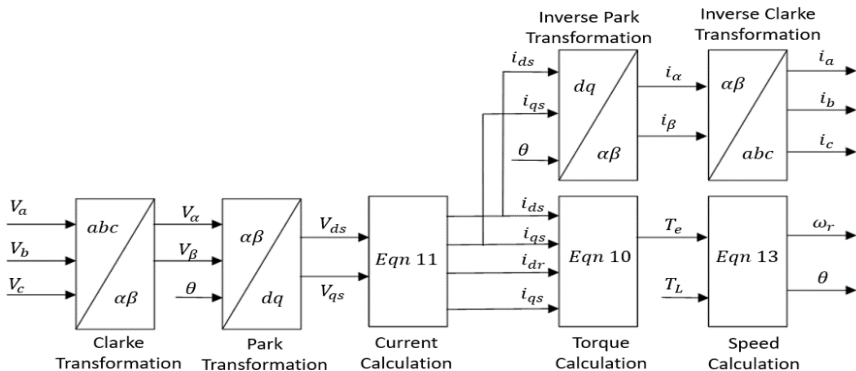 Inverse Park
Transformation
Inverse Clarke
Transformation
i_ds
i_qs
θ
dq
αβ
i_α
i_β
αβ
abc
i_a
i_b
i_c
V_a
V_b
V_c
abc
αβ
V_α
V_β
θ
αβ
dq
V_ds
V_qs
Eqn 11
i_ds
i_qs
i_dr
i_qs
Eqn 10
T_e
T_L
Eqn 13
ω_r
θ
Clarke
Transformation
Park
Transformation
Current
Calculation
Torque
Calculation
Speed
Calculation